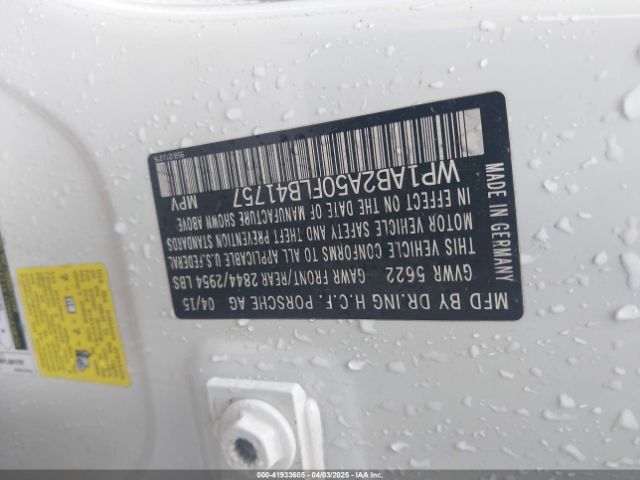 MFD BY DR.ING H.C.F. PORSCHE AG 04/15
GVWR 5622 GAWR FRONT/REAR 2844/2954 LBS
THIS VEHICLE CONFORMS TO ALL APPLICABLE U.S.FEDERAL
MOTOR VEHICLE SAFETY AND THEFT PREVENTION STANDARDS
IN EFFECT ON THE DATE OF MANUFACTURE SHOWN ABOVE
WP1AB2A50FLB41757 MPV
MADE IN GERMANY
000-41933605 - 04/03/2025 - IAAI.COM